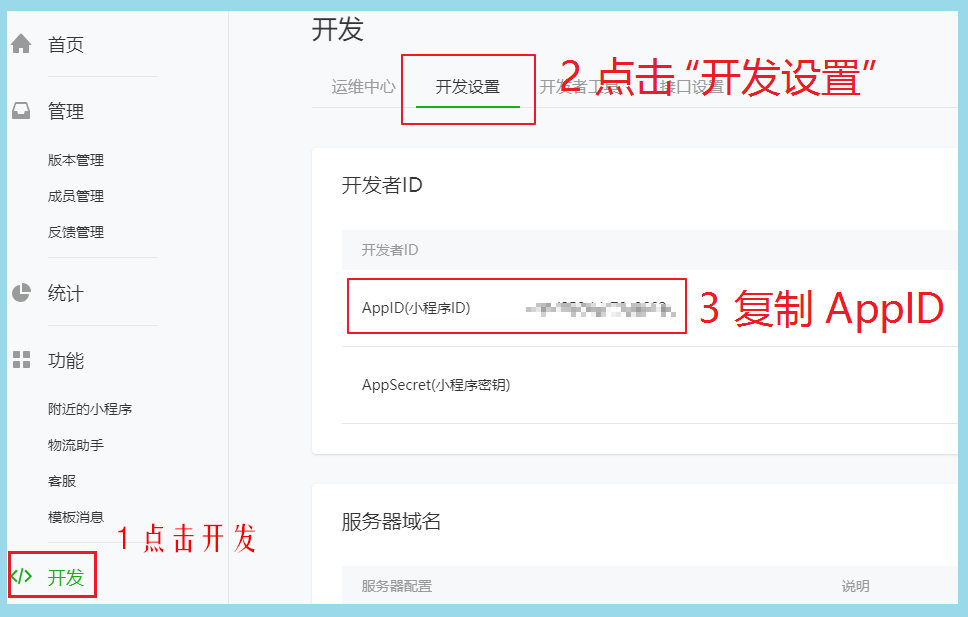 首页
管理
版本管理
成员管理
反馈管理
统计
功能
附近的小程序
物流助手
客服
模板消息
1 点击开发
开发
开发
运维中心 开发设置 开发者工具 接口设置
2 点击 “开发设置”
开发者ID
开发者ID
AppID(小程序ID)
3 复制 AppID
AppSecret(小程序密钥)
服务器域名
服务器配置 说明